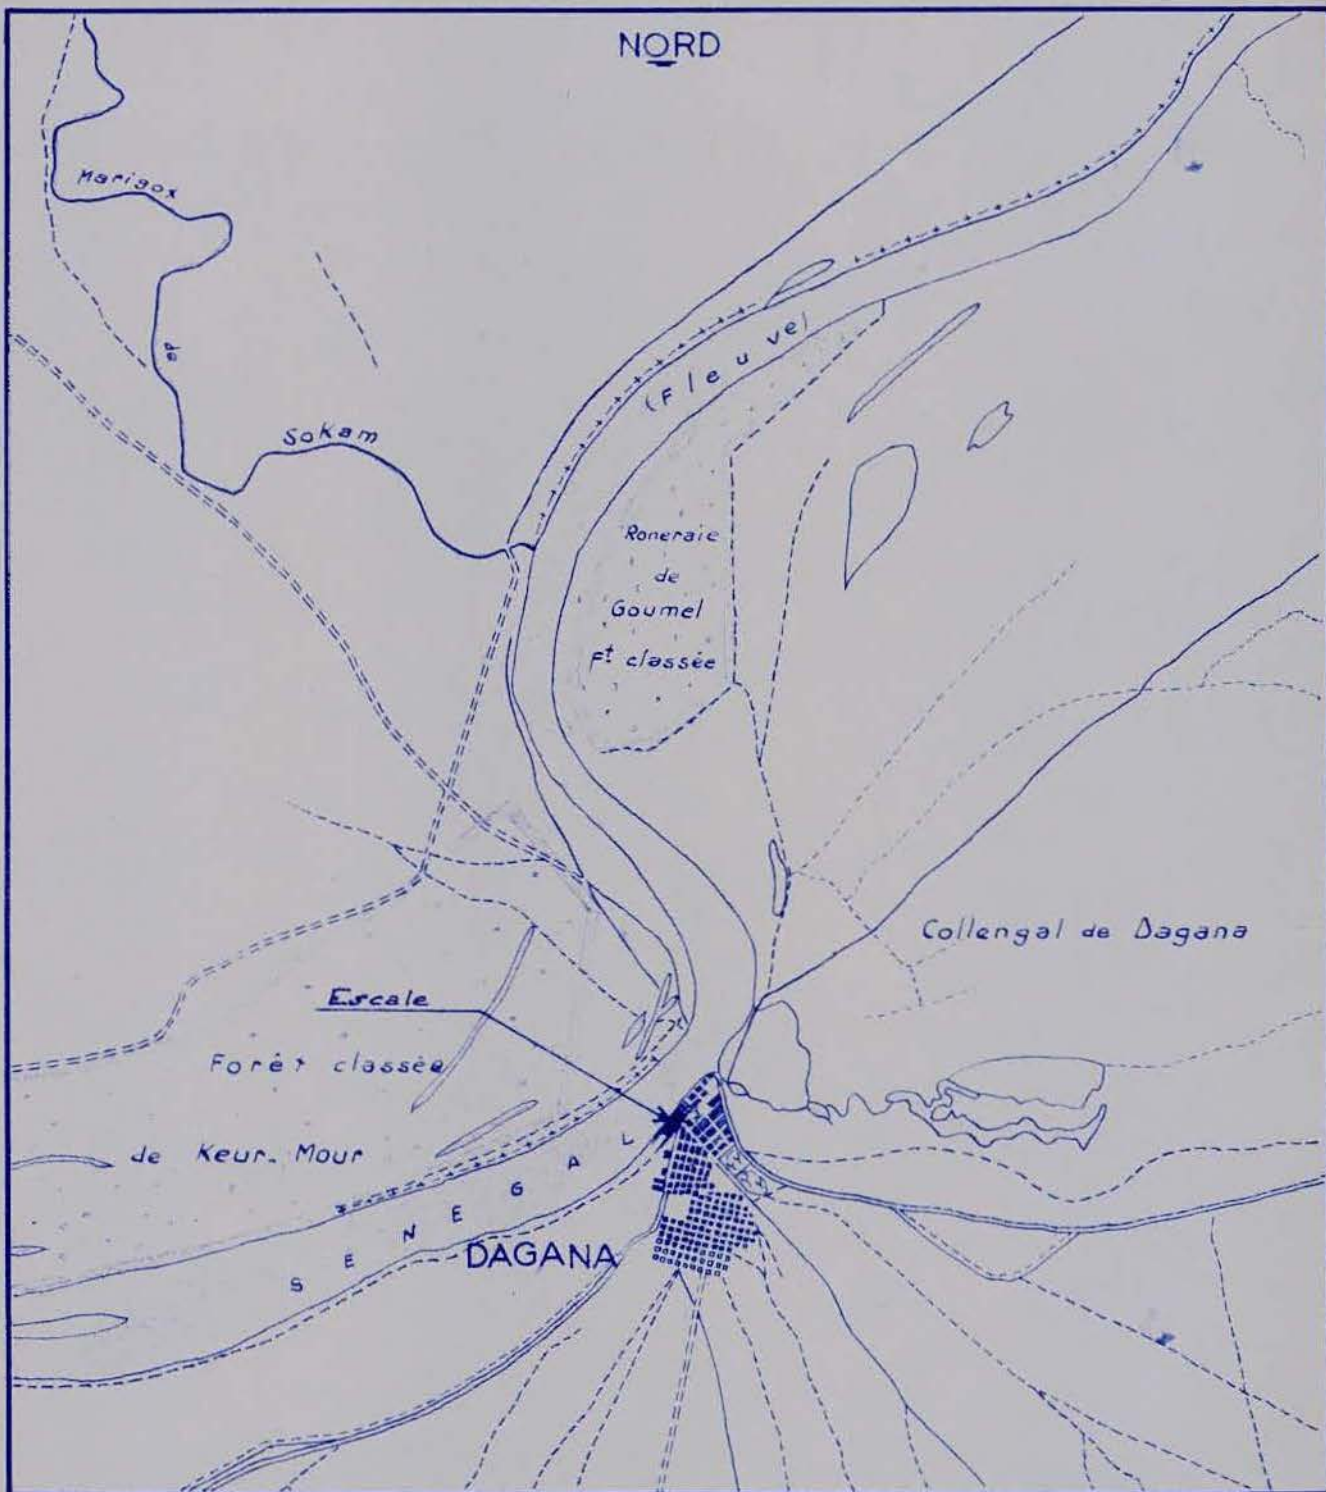 NORD
Marigox
de
Sokam
(Fleuve)
Roneraie
de
Goumel
Ft classée
Collengal de Dagana
Escale
Forêt classée
de Keur-Mour
SENEGAL
DAGANA